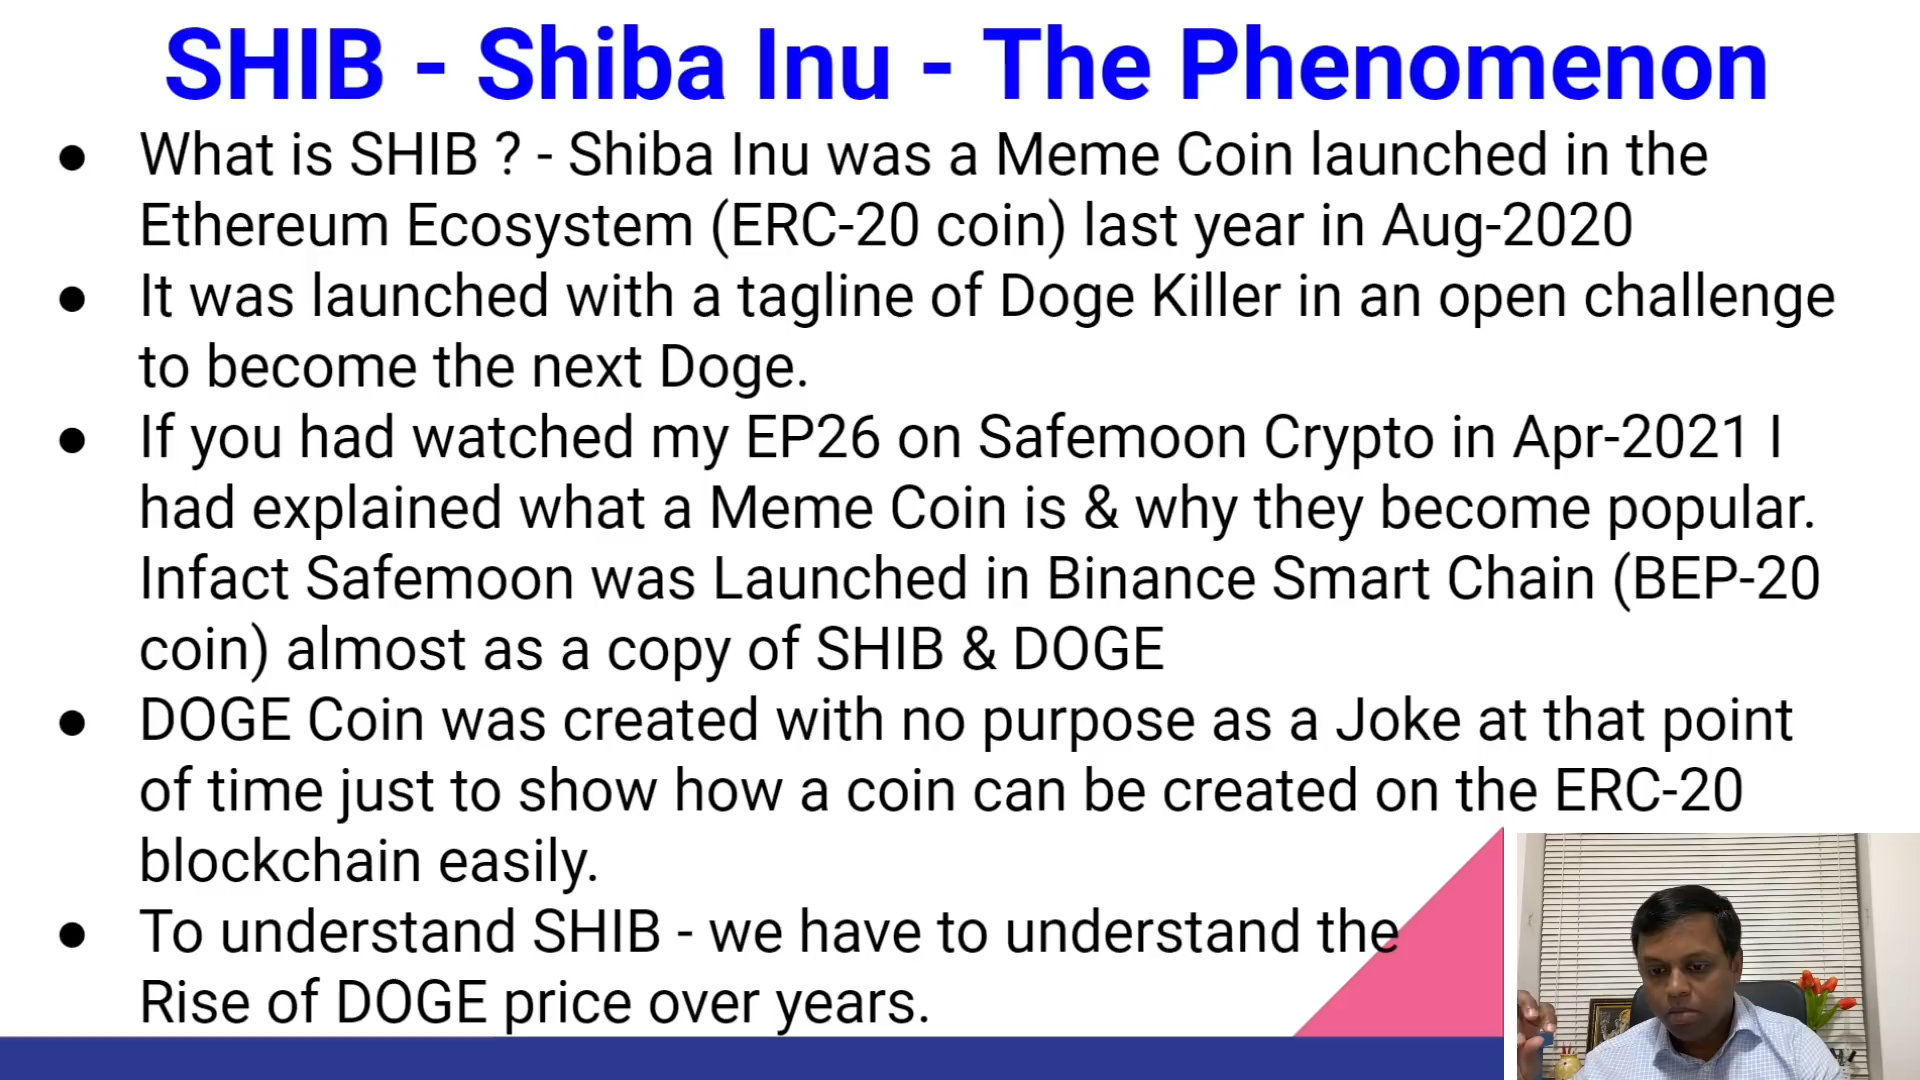 SHIB - Shiba Inu - The Phenomenon
● What is SHIB ? - Shiba Inu was a Meme Coin launched in the
Ethereum Ecosystem (ERC-20 coin) last year in Aug-2020
● It was launched with a tagline of Doge Killer in an open challenge
to become the next Doge.
● If you had watched my EP26 on Safemoon Crypto in Apr-2021 I
had explained what a Meme Coin is & why they become popular.
Infact Safemoon was Launched in Binance Smart Chain (BEP-20
coin) almost as a copy of SHIB & DOGE
● DOGE Coin was created with no purpose as a Joke at that point
of time just to show how a coin can be created on the ERC-20
blockchain easily.
● To understand SHIB - we have to understand the
Rise of DOGE price over years.